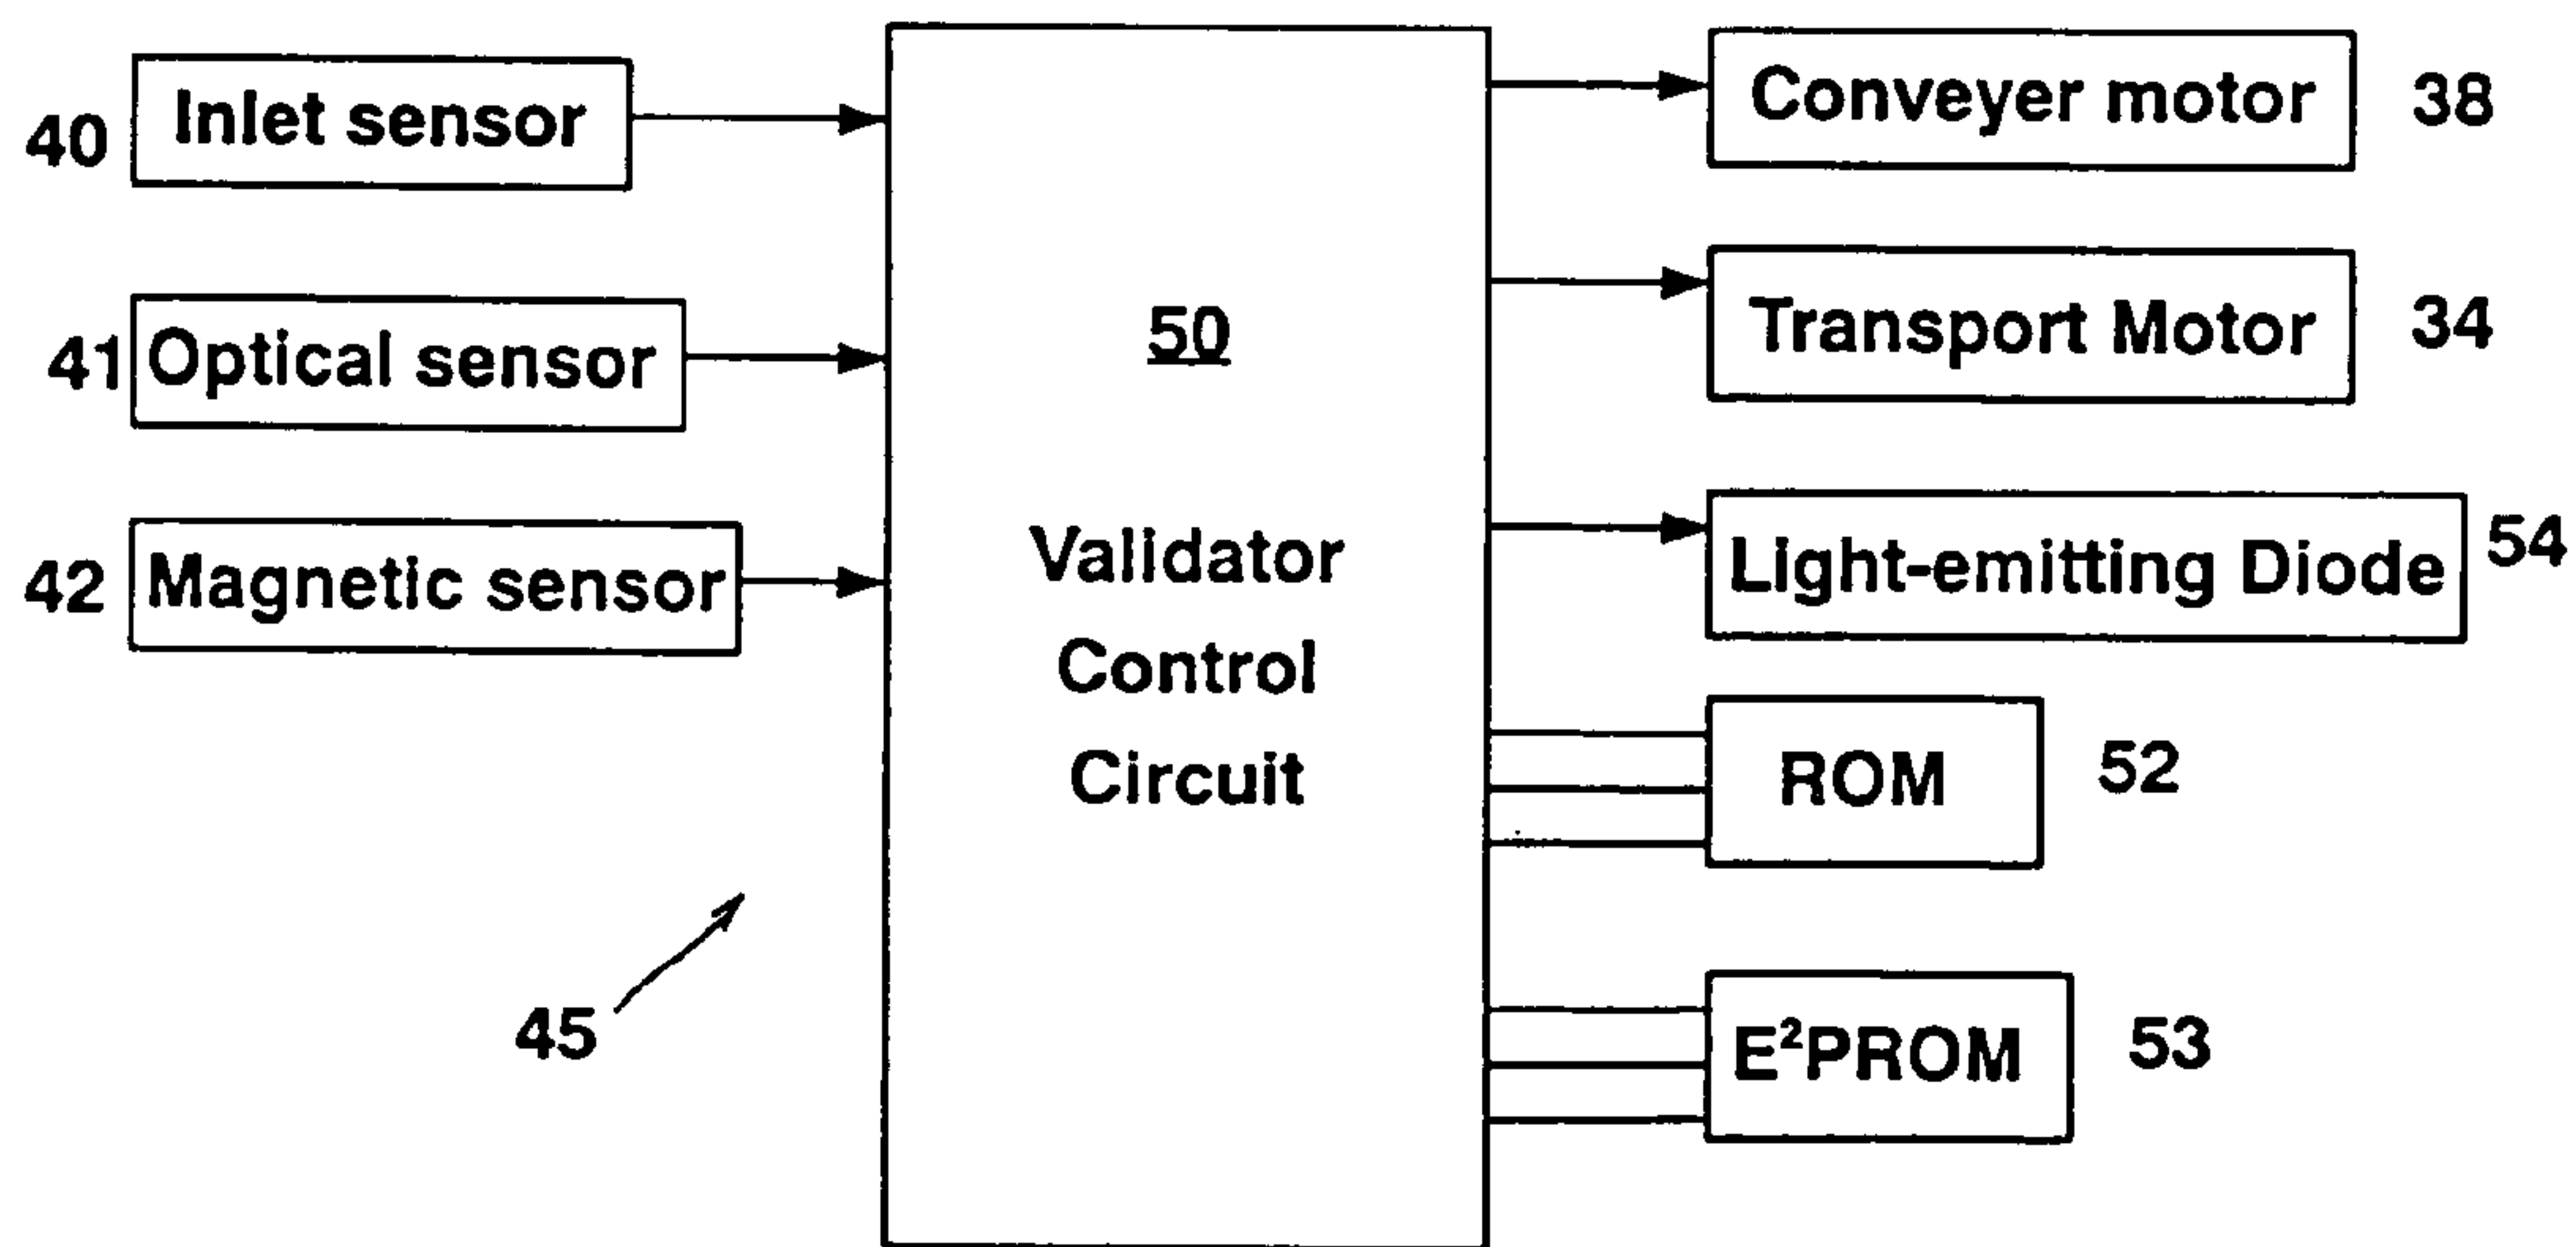 40 Inlet sensor
41 Optical sensor
42 Magnetic sensor
45
50
Validator
Control
Circuit
Conveyer motor 38
Transport Motor 34
Light-emitting Diode 54
ROM 52
E²PROM 53